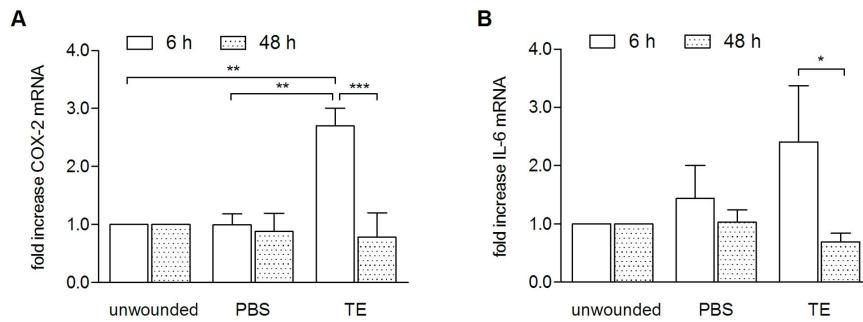 A
6 h 48 h
fold increase COX-2 mRNA
4.0
3.0
2.0
1.0
0.0
**
** ***
unwounded PBS TE
B
6 h 48 h
fold increase IL-6 mRNA
4.0
3.0
2.0
1.0
0.0
*
unwounded PBS TE